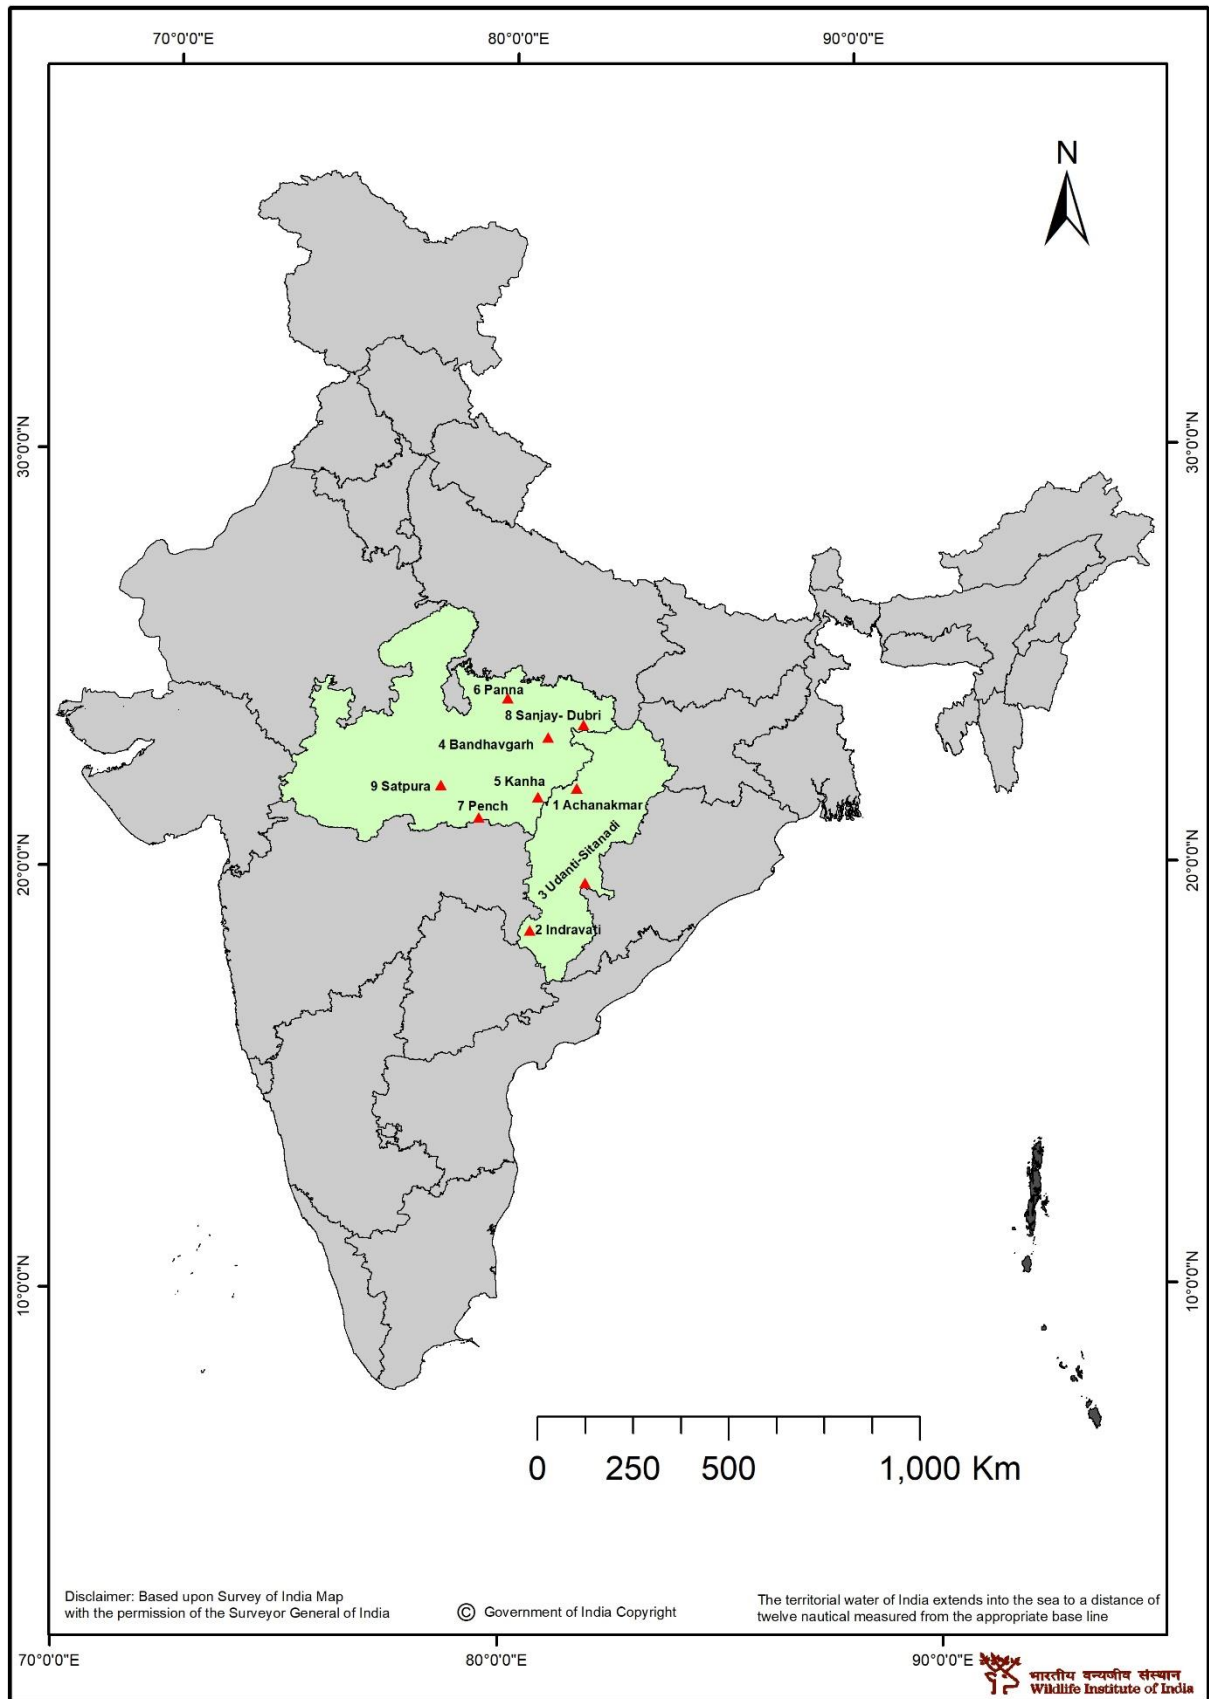 70°0'0"E 80°0'0"E 90°0'0"E
N
30°0'0"N
30°0'0"N
6 Panna
8 Sanjay- Dubri
4 Bandhavgarh
5 Kanha
9 Satpura
7 Pench
1 Achanakmar
3 Udanti-Sitanadi
20°0'0"N
20°0'0"N
2 Indravati
10°0'0"N
10°0'0"N
0 250 500 1,000 Km
Disclaimer: Based upon Survey of India Map
with the permission of the Surveyor General of India
© Government of India Copyright
The territorial water of India extends into the sea to a distance of
twelve nautical measured from the appropriate base line
70°0'0"E 80°0'0"E 90°0'0"E
भारतीय वन्यजीव संस्थान
Wildlife Institute of India